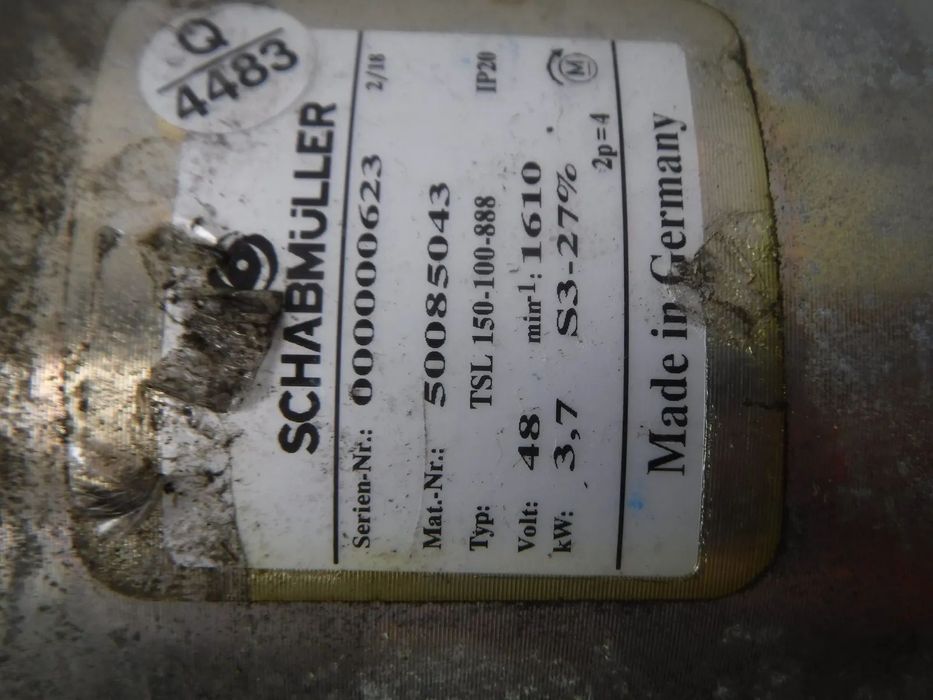 Q
4483
SCHABMÜLLER
Serien-Nr.: 0000000623 2/18
Mat.-Nr.: 50085043
Typ: TSL 150-100-888 IP20
Volt: 48 min-1: 1610 M
kW: 3,7 S3-27% 2p=4
Made in Germany